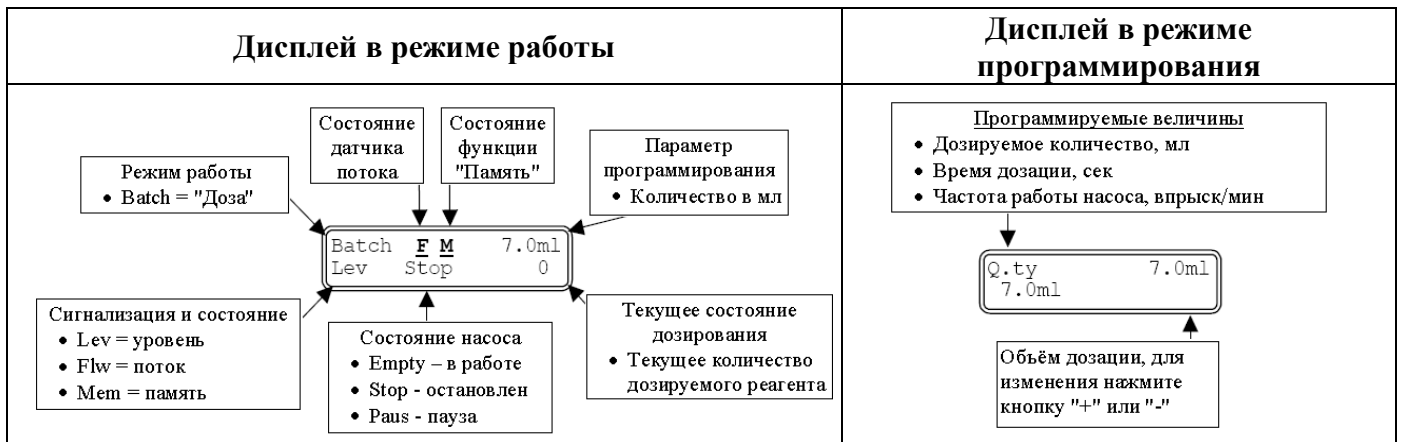 Дисплей в режиме работы
Дисплей в режиме
программирования
Состояние
датчика
потока
Состояние
функции
"Память"
Режим работы
• Batch = "Доза"
Параметр
программирования
• Количество в мл
Batch F M 7.0ml
Lev Stop 0
Сигнализация и состояние
• Lev = уровень
• Flw = поток
• Mem = память
Состояние насоса
• Empty – в работе
• Stop - остановлен
• Paus - пауза
Текущее состояние
дозирования
• Текущее количество
дозируемого реагента
Программируемые величины
• Дозируемое количество, мл
• Время дозации, сек
• Частота работы насоса, впрыск/мин
Q.ty 7.0ml
7.0ml
Обьём дозации, для
изменения нажмите
кнопку "+" или "-"